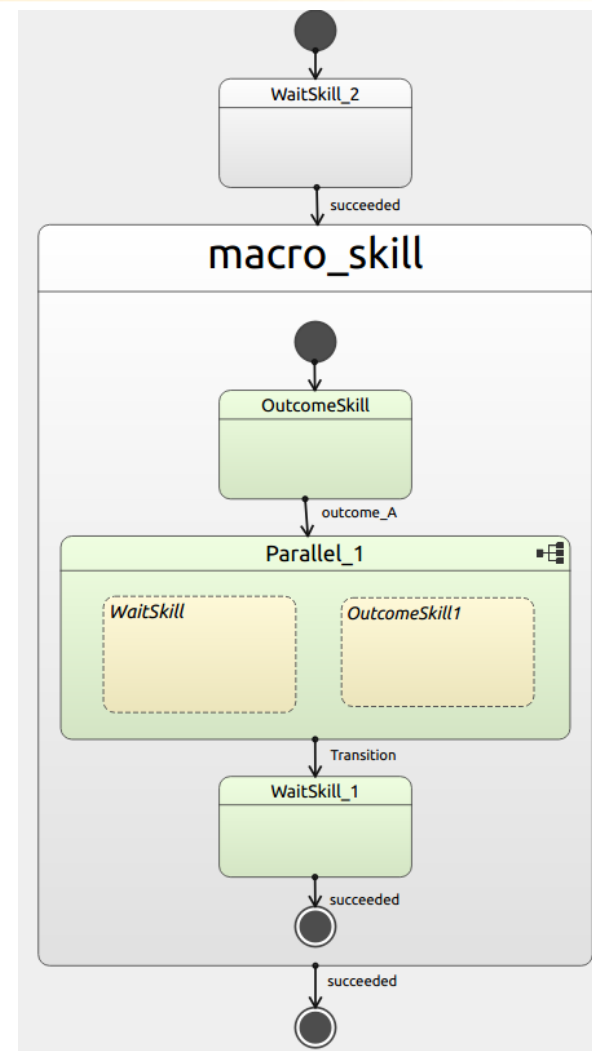 WaitSkill_2
succeeded
macro_skill
OutcomeSkill
outcome_A
Parallel_1
WaitSkill
OutcomeSkill1
Transition
WaitSkill_1
succeeded
succeeded